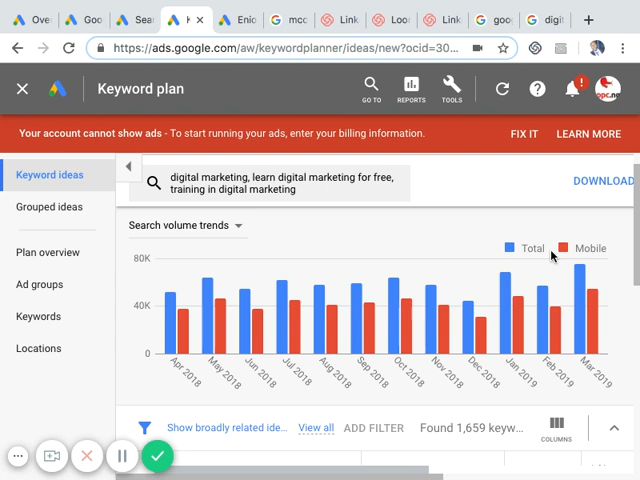 Ove
Goo
Sea
K
Enio
mcc
Link
Loo
Link
goo
digit
https://ads.google.com/aw/keywordplanner/ideas/new?ocid=30...
Keyword plan
GO TO
REPORTS
TOOLS
!
opc.ng
Your account cannot show ads - To start running your ads, enter your billing information.
FIX IT
LEARN MORE
Keyword ideas
Grouped ideas
Plan overview
Ad groups
Keywords
Locations
digital marketing, learn digital marketing for free,
training in digital marketing
DOWNLOAD
Search volume trends
Total
Mobile
80K
40K
0
Apr 2018
May 2018
Jun 2018
Jul 2018
Aug 2018
Sep 2018
Oct 2018
Nov 2018
Dec 2018
Jan 2019
Feb 2019
Mar 2019
Show broadly related ide...
View all
ADD FILTER
Found 1,659 keyw...
COLUMNS